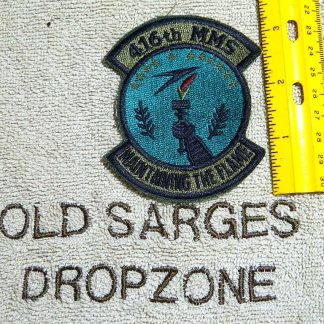 416th MMS
MAINTAINING THE FLAME
OLD SARGES
DROPZONE